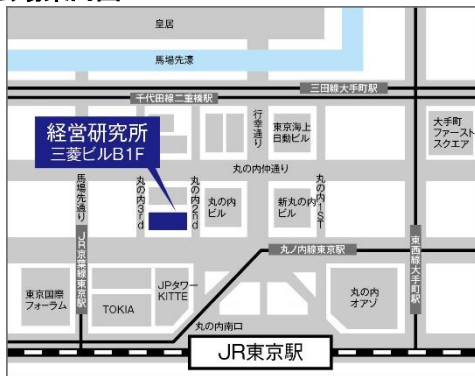 皇居
馬場先濠
三田線大手町駅
千代田線二重橋駅
経営研究所
三菱ビルB1F
行幸通り
東京海上
日動ビル
大手町
ファースト
スクエア
丸の内仲通り
馬場先通り
丸の内3rd
丸の内2nd
丸の内
ビル
新丸の内
ビル
丸の内1ST
JR京葉線東京駅
丸ノ内線東京駅
東西線大手町駅
東京国際
フォーラム
TOKIA
JPタワー
KITTE
丸の内
オアゾ
丸の内南口
JR東京駅